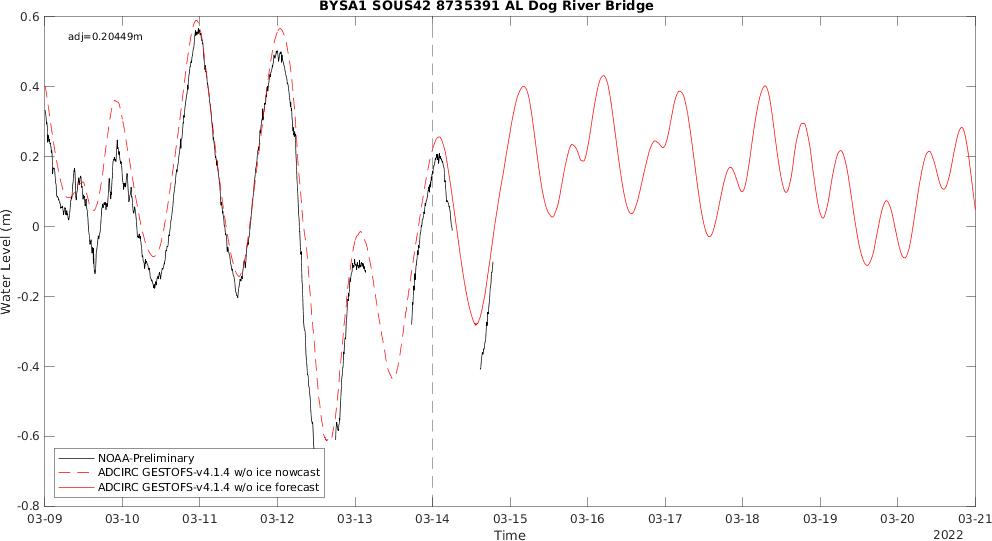 BYSA1 SOUS42 8735391 AL Dog River Bridge
adj=0.20449m
0.6
0.4
0.2
0
-0.2
-0.4
-0.6
-0.8
Water Level (m)
NOAA-Preliminary
ADCIRC GESTOFS-v4.1.4 w/o ice nowcast
ADCIRC GESTOFS-v4.1.4 w/o ice forecast
03-09 03-10 03-11 03-12 03-13 03-14 03-15 03-16 03-17 03-18 03-19 03-20 03-21
Time
2022